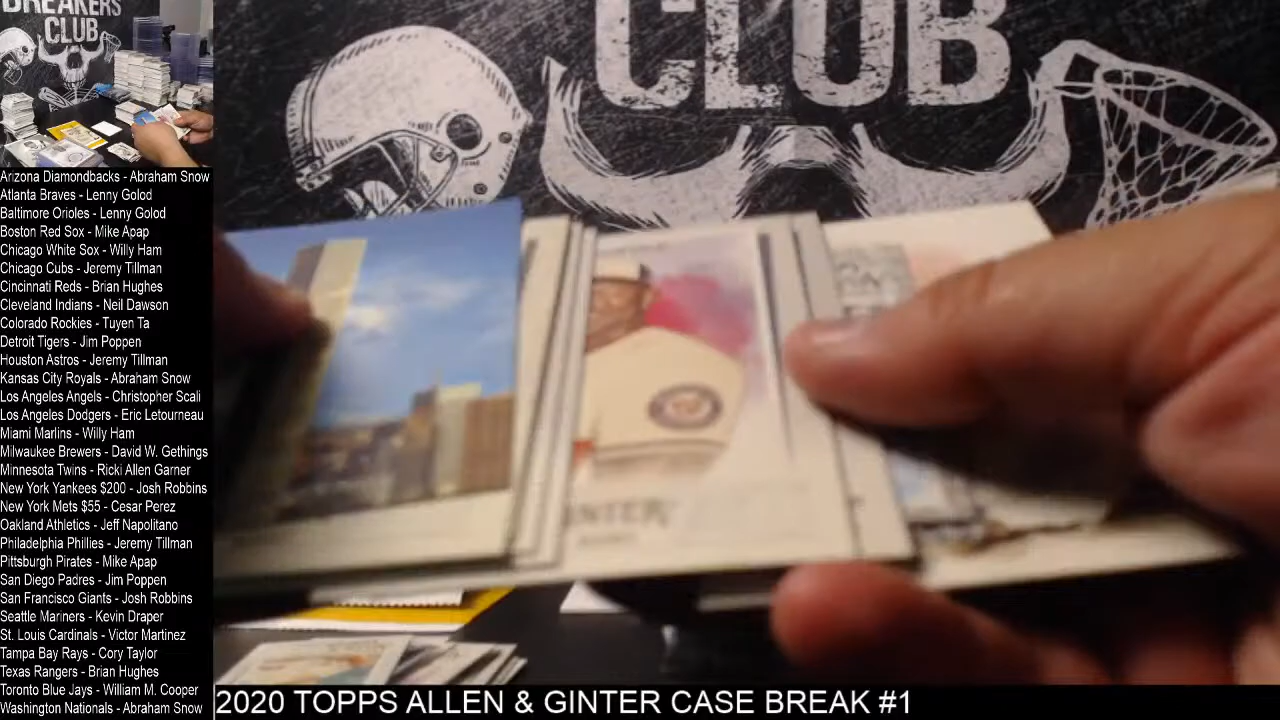 BREAKERS
CLUB
CLUB
Arizona Diamondbacks - Abraham Snow
Atlanta Braves - Lenny Golod
Baltimore Orioles - Lenny Golod
Boston Red Sox - Mike Apap
Chicago White Sox - Willy Ham
Chicago Cubs - Jeremy Tillman
Cincinnati Reds - Brian Hughes
Cleveland Indians - Neil Dawson
Colorado Rockies - Tuyen Ta
Detroit Tigers - Jim Poppen
Houston Astros - Jeremy Tillman
Kansas City Royals - Abraham Snow
Los Angeles Angels - Christopher Scali
Los Angeles Dodgers - Eric Letourneau
Miami Marlins - Willy Ham
Milwaukee Brewers - David W. Gethings
Minnesota Twins - Ricki Allen Garner
New York Yankees $200 - Josh Robbins
New York Mets $55 - Cesar Perez
Oakland Athletics - Jeff Napolitano
Philadelphia Phillies - Jeremy Tillman
Pittsburgh Pirates - Mike Apap
San Diego Padres - Jim Poppen
San Francisco Giants - Josh Robbins
Seattle Mariners - Kevin Draper
St. Louis Cardinals - Victor Martinez
Tampa Bay Rays - Cory Taylor
Texas Rangers - Brian Hughes
Toronto Blue Jays - William M. Cooper
Washington Nationals - Abraham Snow
INTER
2020 TOPPS ALLEN & GINTER CASE BREAK #1